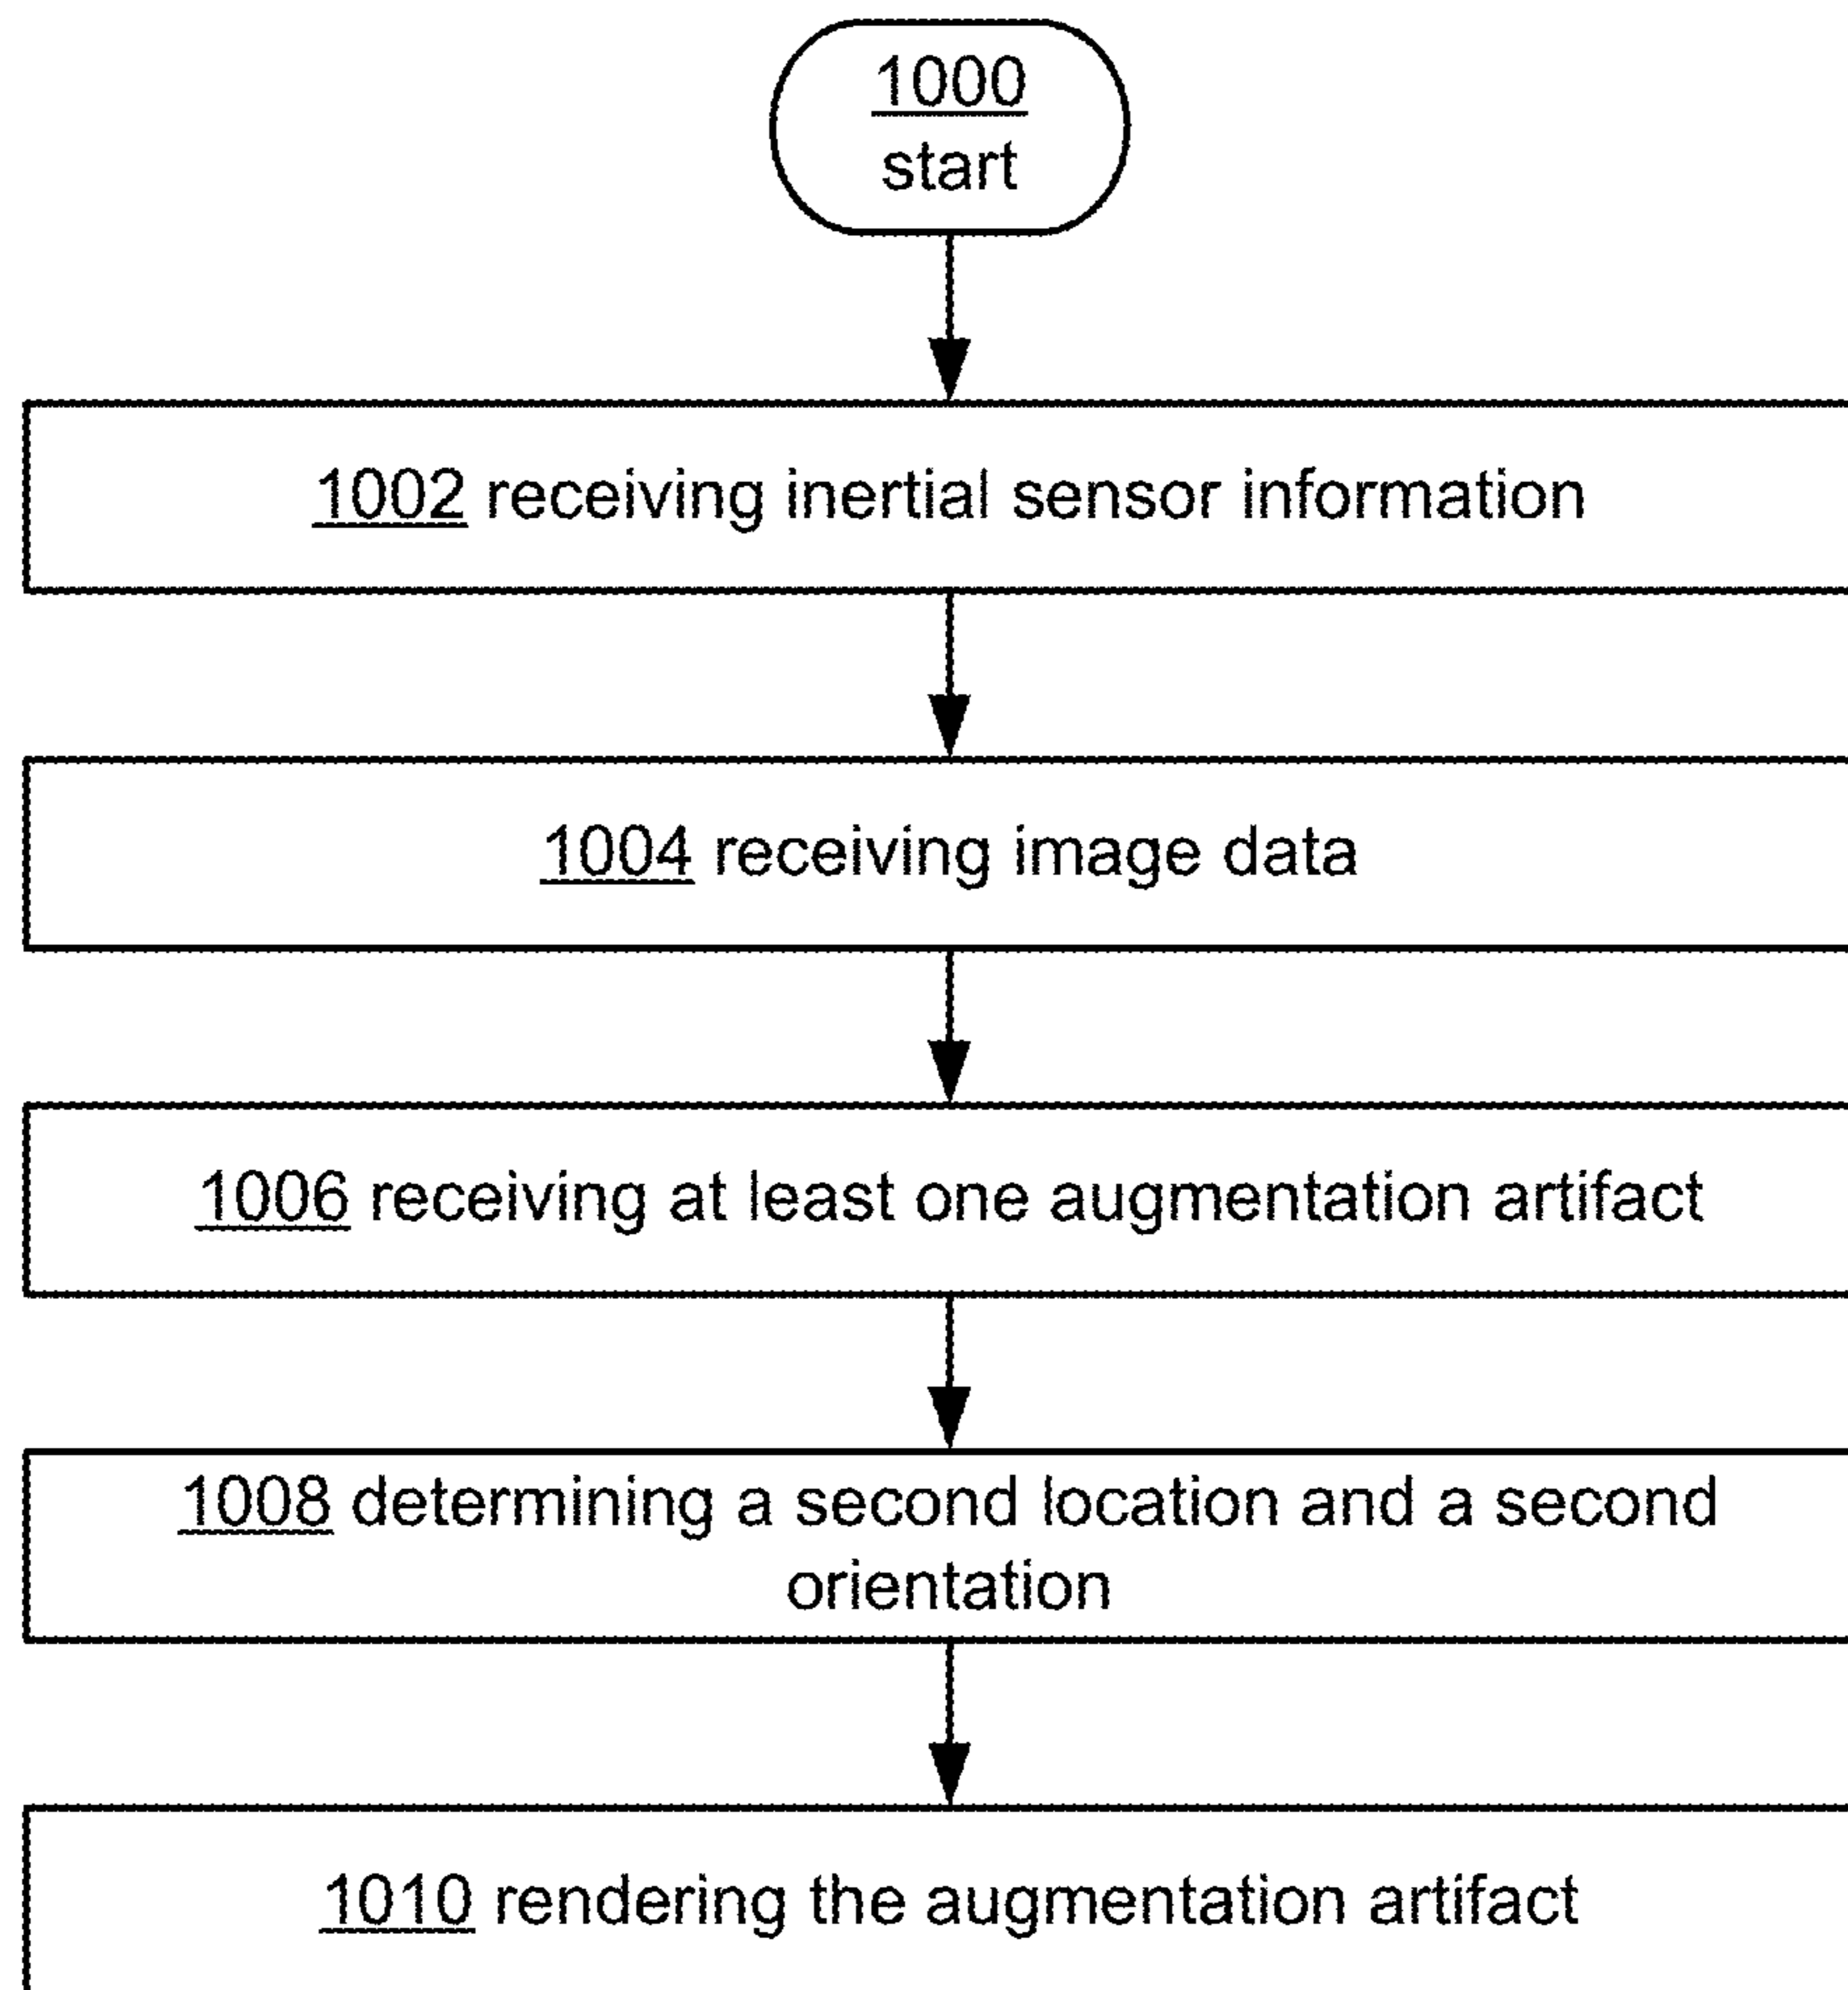 1000
start
1002 receiving inertial sensor information
1004 receiving image data
1006 receiving at least one augmentation artifact
1008 determining a second location and a second
orientation
1010 rendering the augmentation artifact